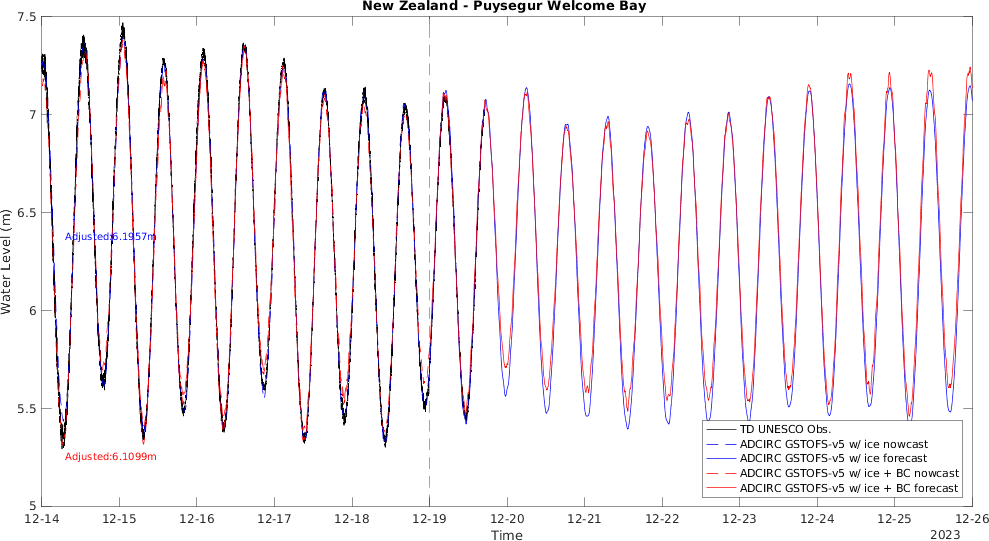 New Zealand - Puysegur Welcome Bay
7.5
7
6.5
6
5.5
5
Water Level (m)
Adjusted:6.1957m
Adjusted:6.1099m
TD UNESCO Obs.
ADCIRC GSTOFS-v5 w/ ice nowcast
ADCIRC GSTOFS-v5 w/ ice forecast
ADCIRC GSTOFS-v5 w/ ice + BC nowcast
ADCIRC GSTOFS-v5 w/ ice + BC forecast
12-14 12-15 12-16 12-17 12-18 12-19 12-20 12-21 12-22 12-23 12-24 12-25 12-26
Time
2023